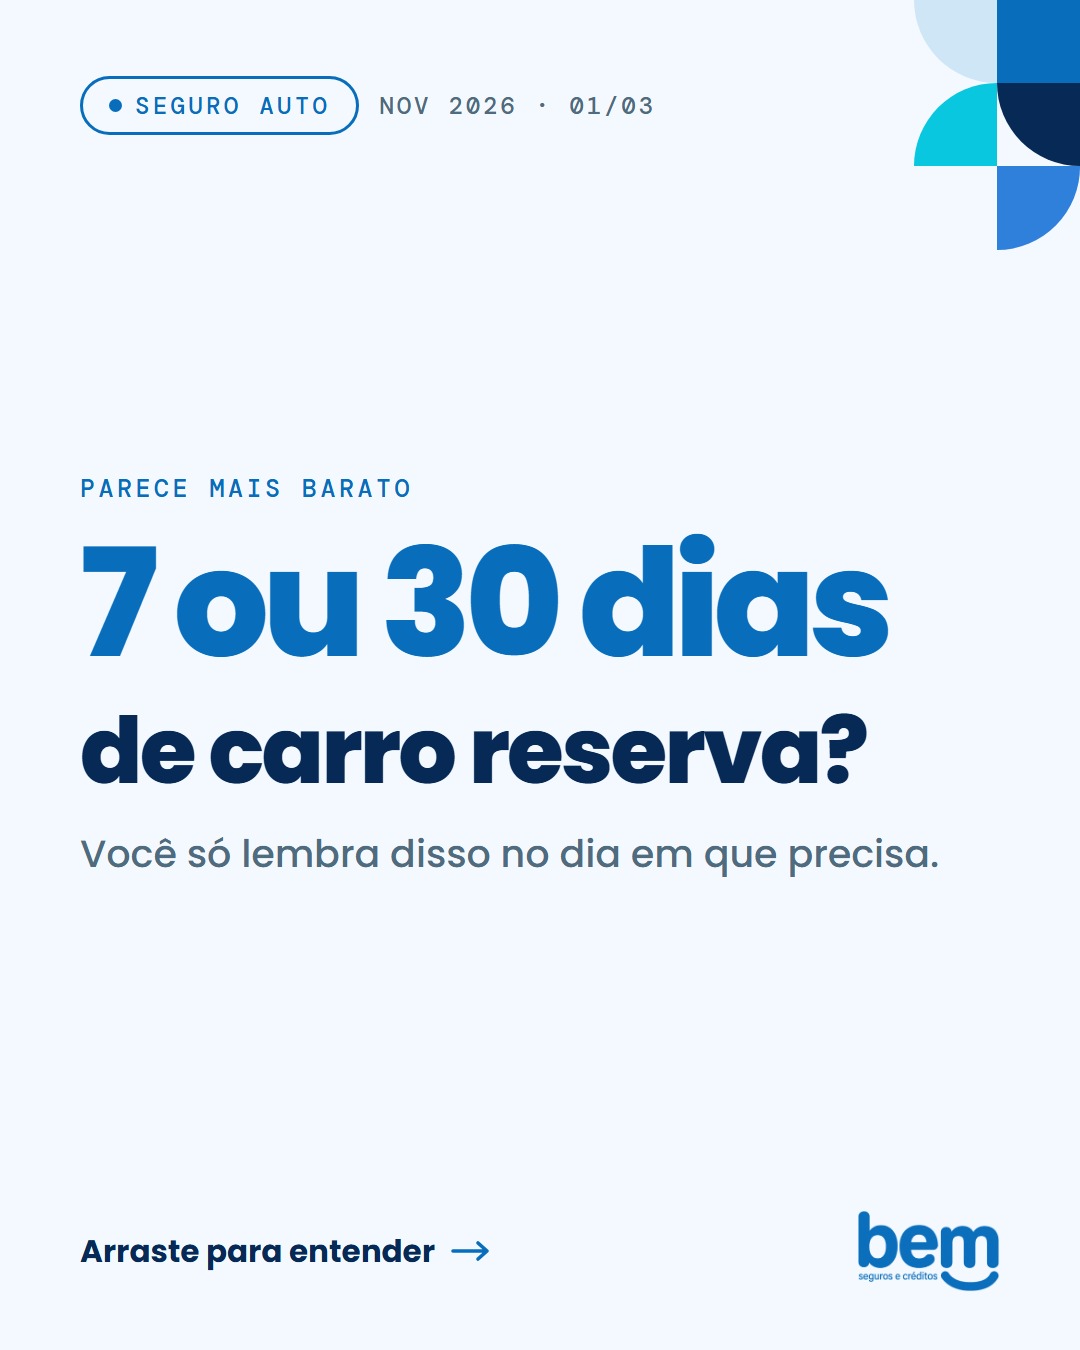 SEGURO AUTO
NOV 2026 · 01/03
PARECE MAIS BARATO
7 ou 30 dias
de carro reserva?
Você só lembra disso no dia em que precisa.
Arraste para entender →
bem
seguros e créditos